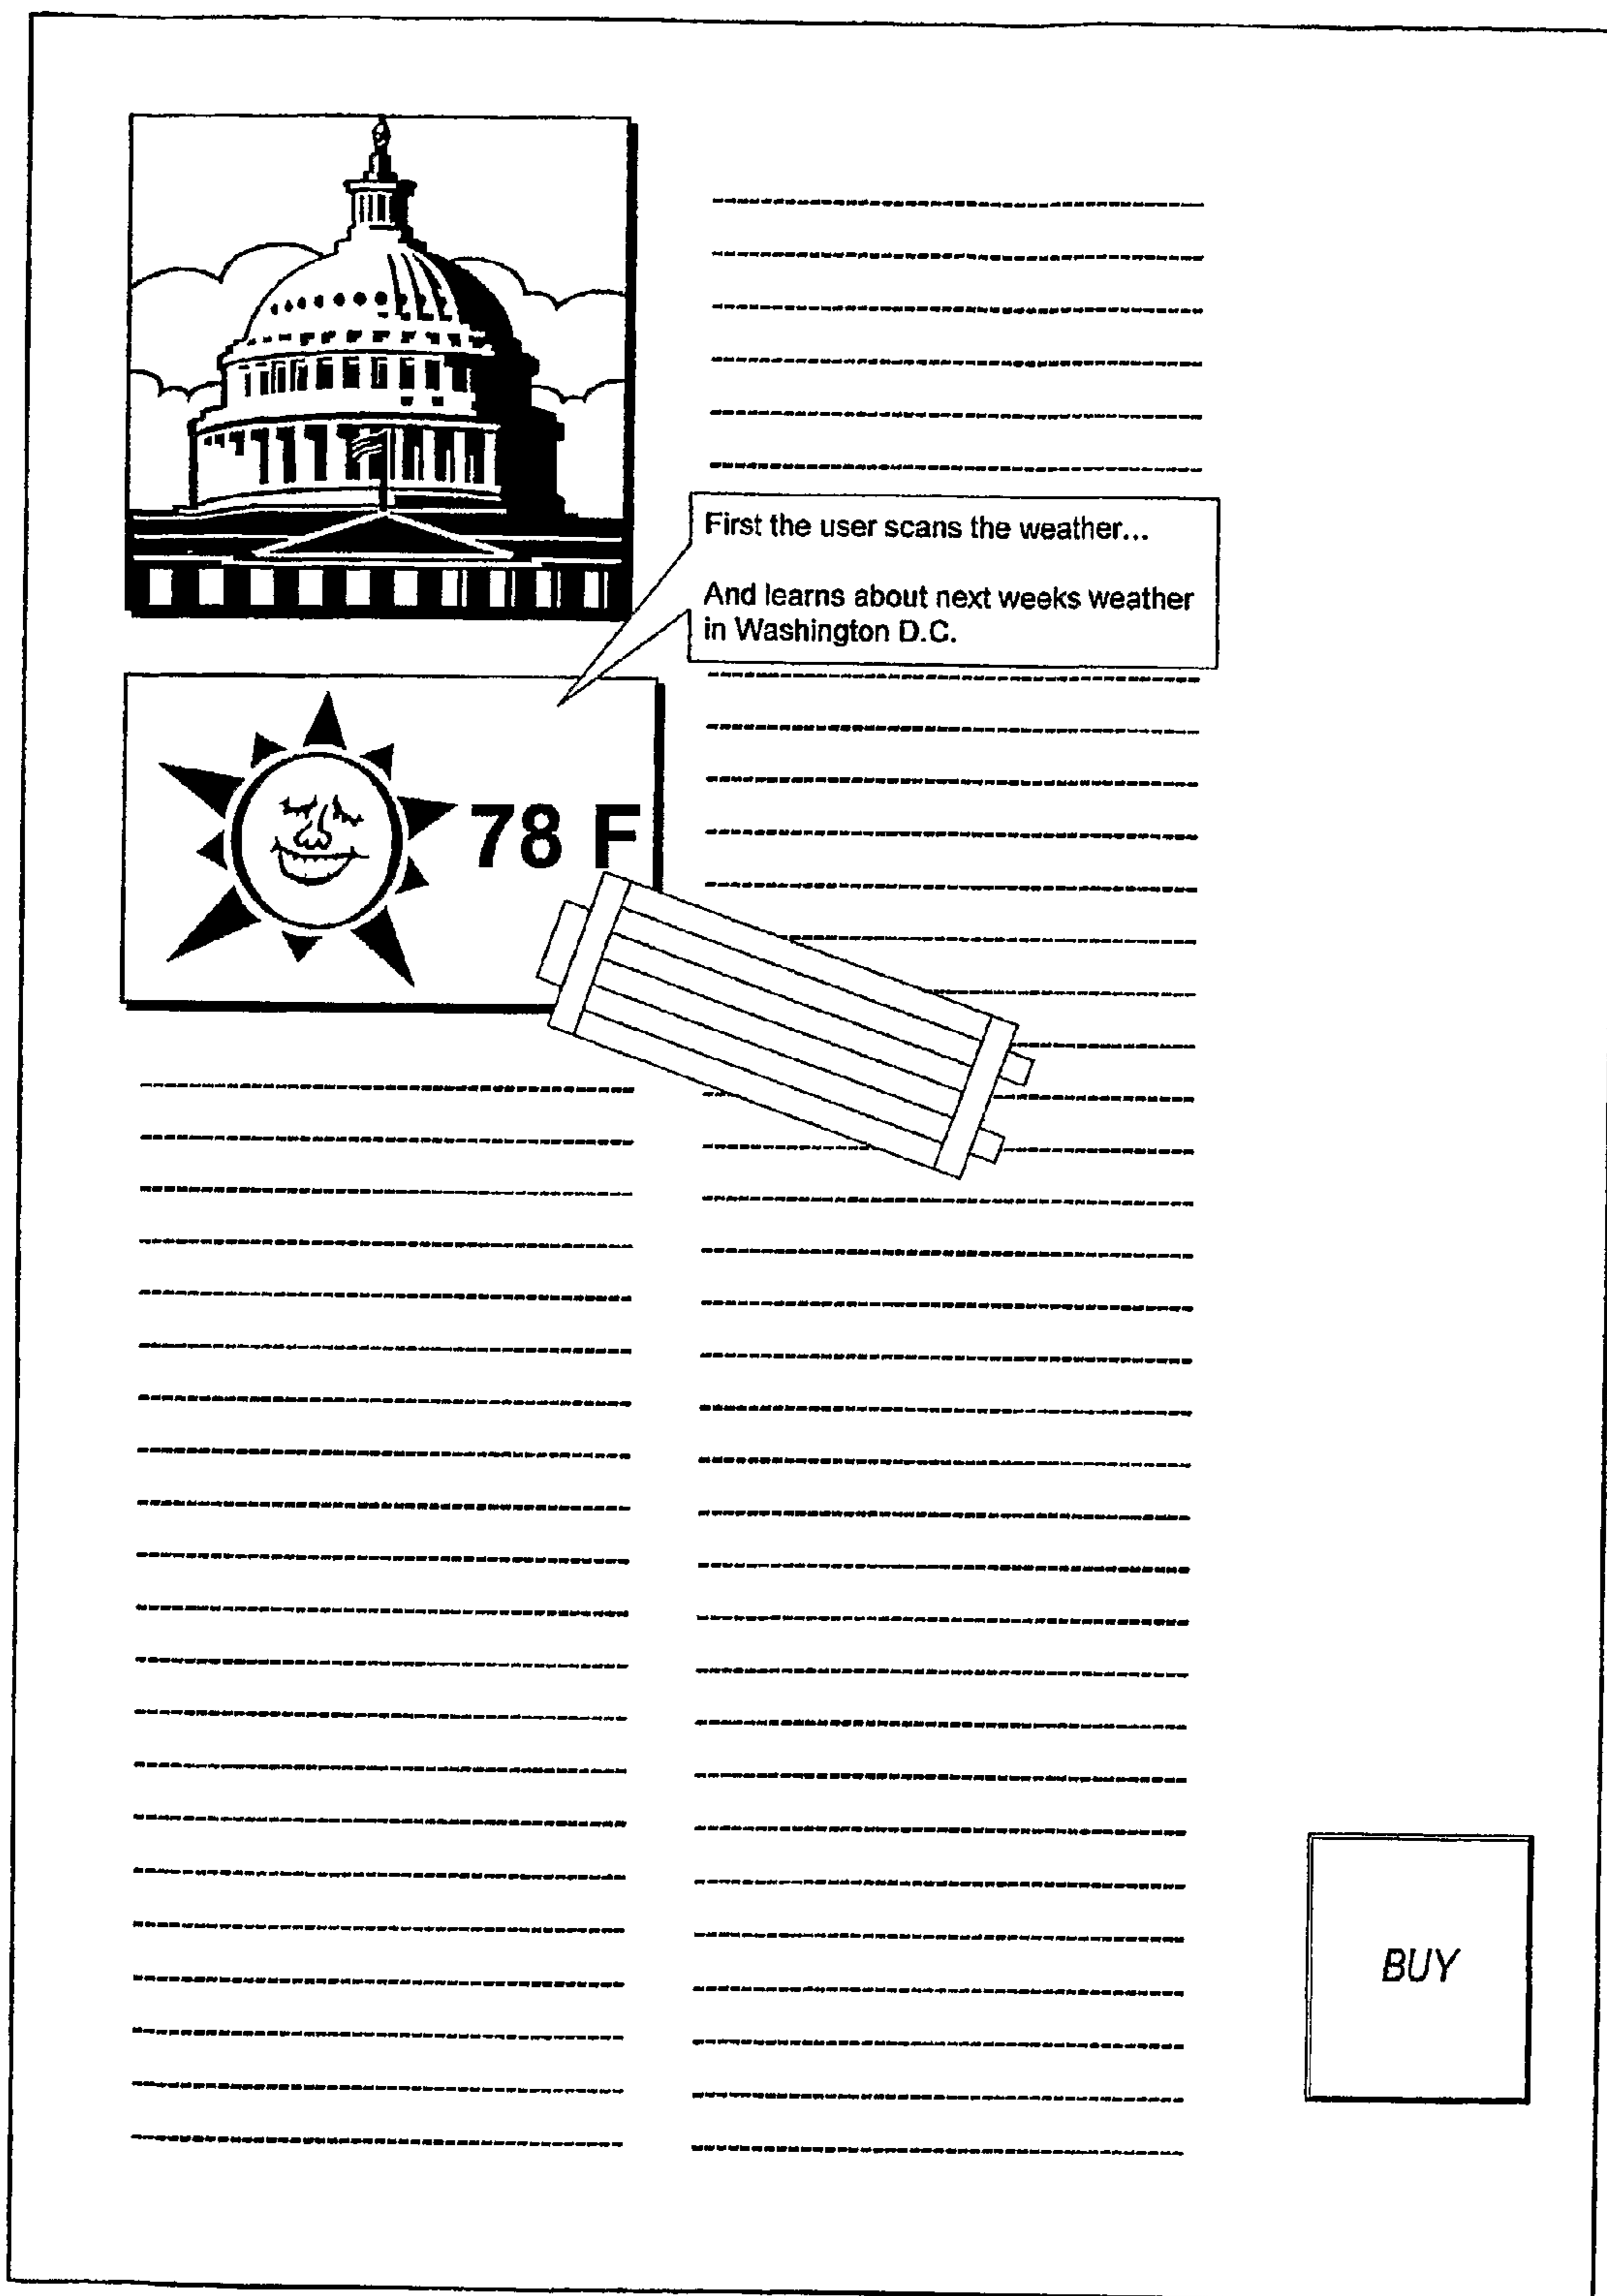 First the user scans the weather...
And learns about next weeks weather
in Washington D.C.
78 F
BUY